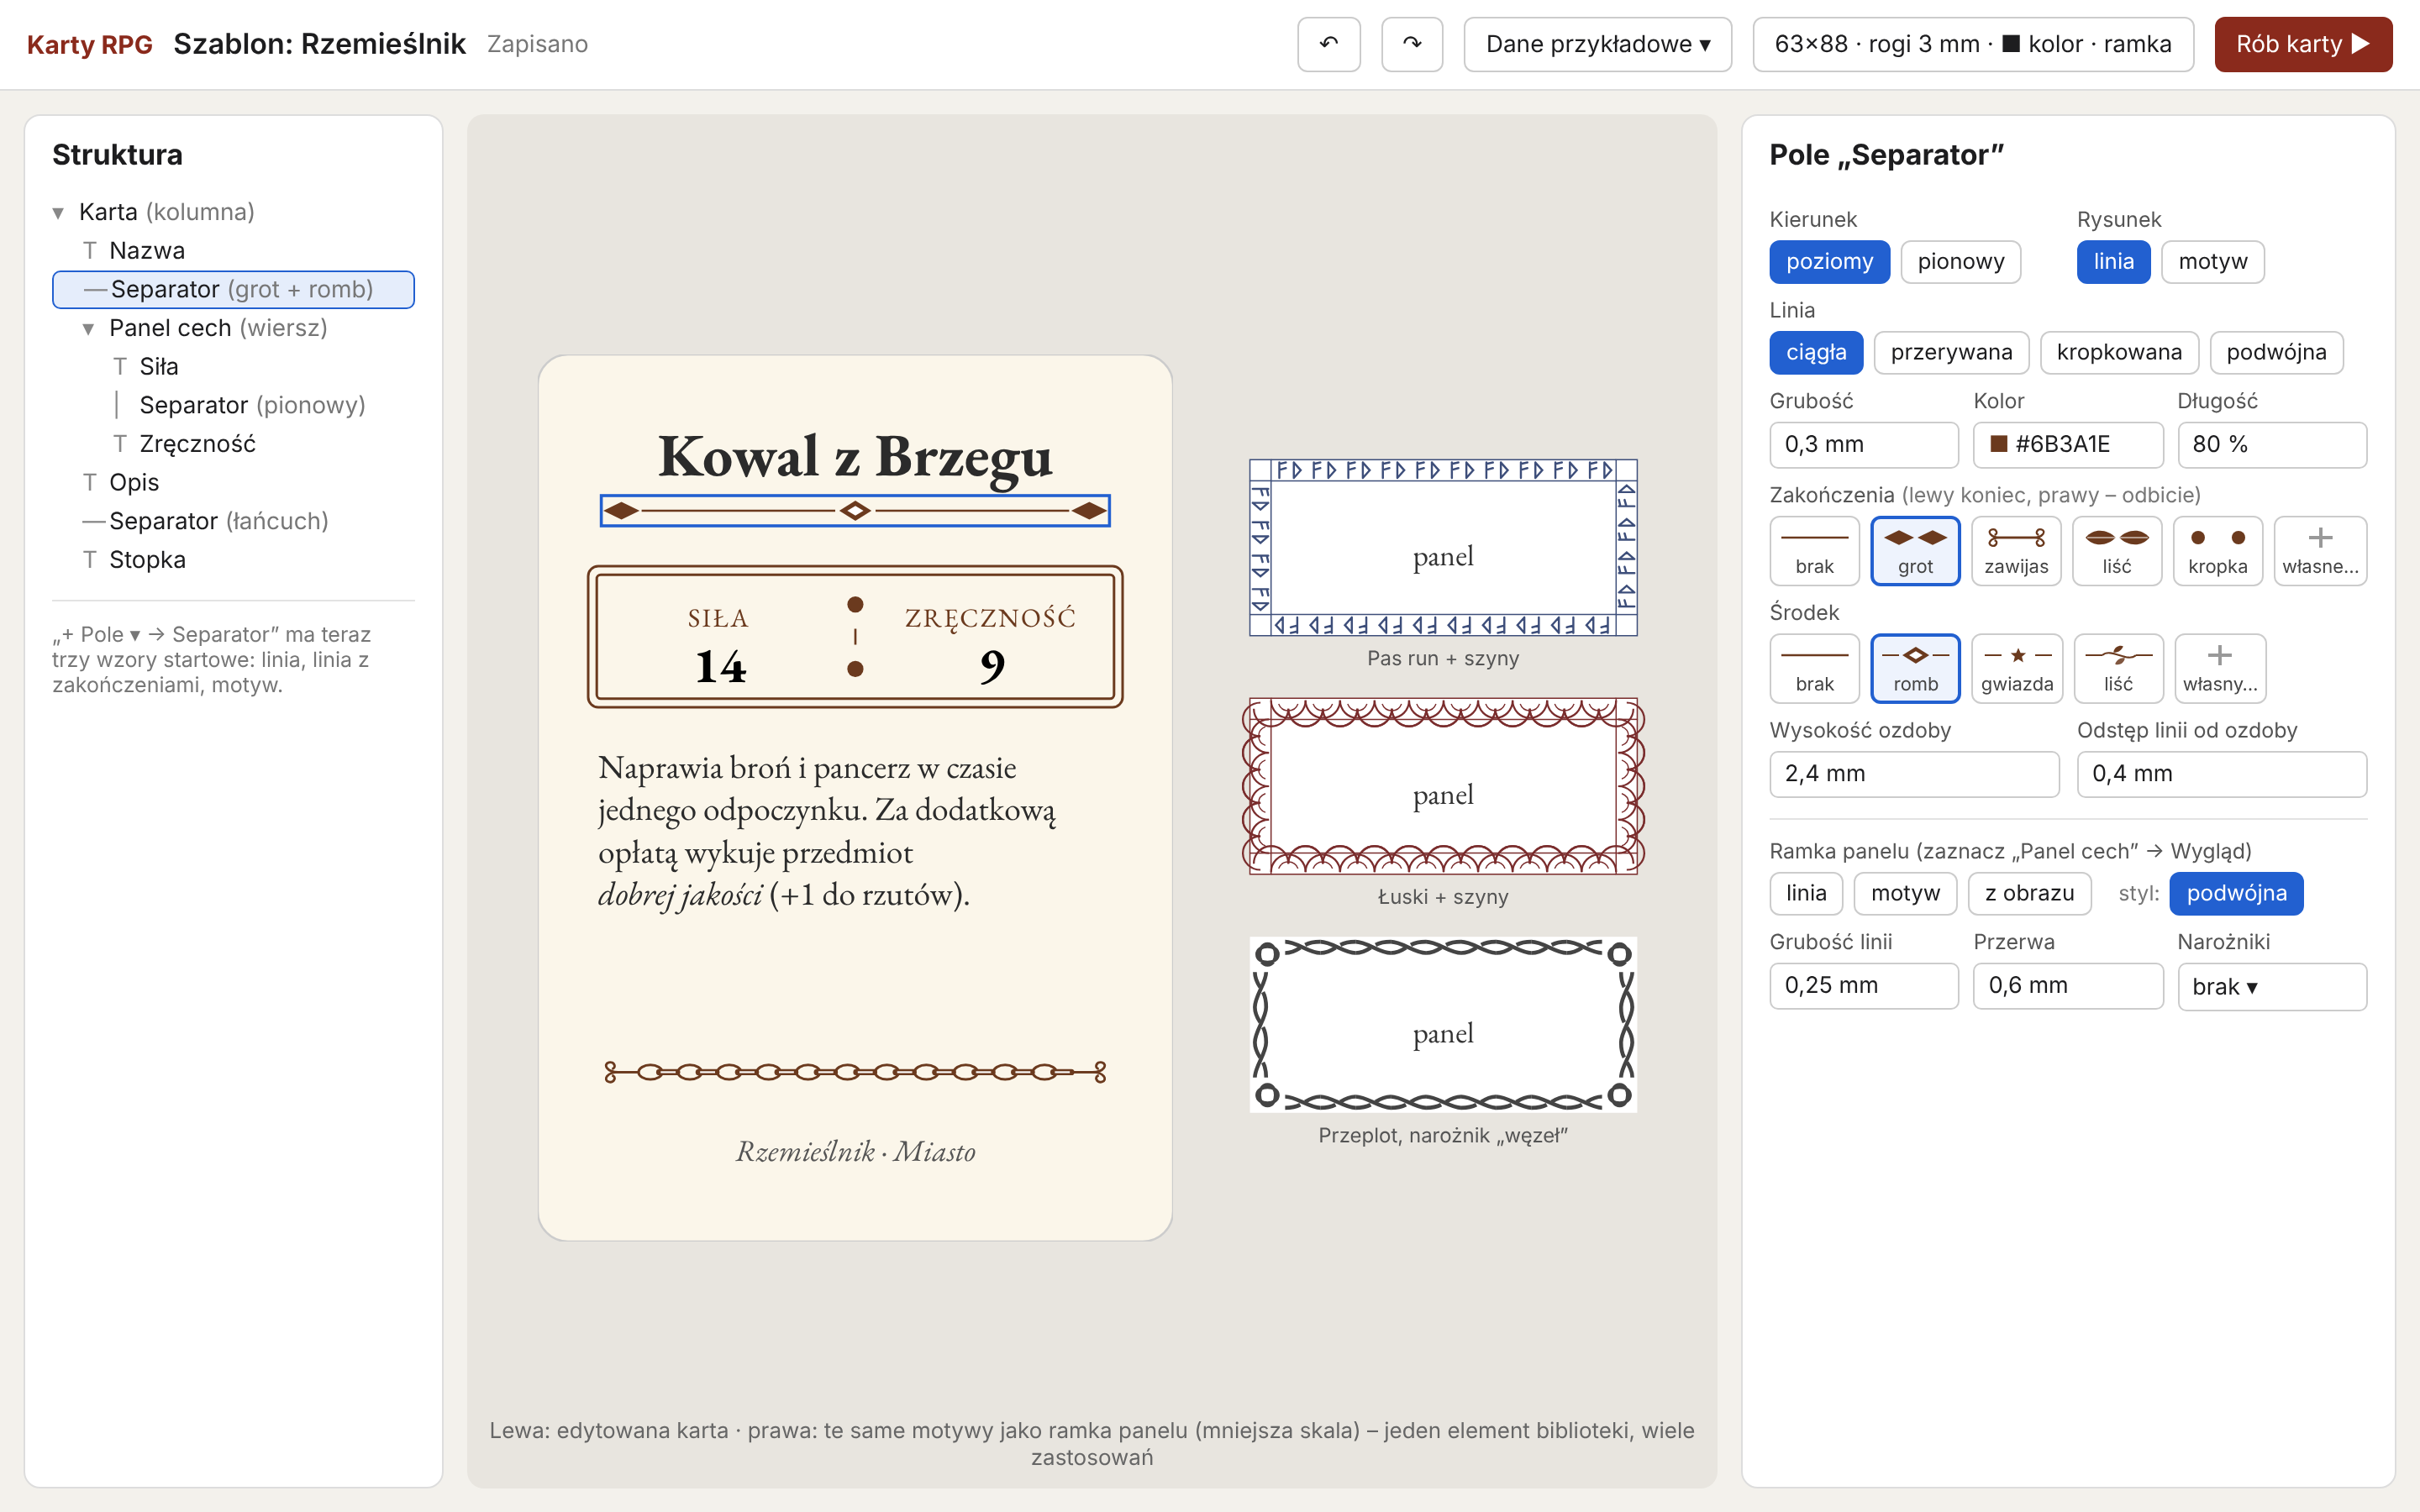 Karty RPG Szablon: Rzemieślnik Zapisano
↶ ↷ Dane przykładowe ▾ 63×88 · rogi 3 mm · ■ kolor · ramka Rób karty ▶
Struktura
▾ Karta (kolumna)
T Nazwa
— Separator (grot + romb)
▾ Panel cech (wiersz)
T Siła
│ Separator (pionowy)
T Zręczność
T Opis
— Separator (łańcuch)
T Stopka
„+ Pole ▾ → Separator” ma teraz
trzy wzory startowe: linia, linia z
zakończeniami, motyw.
Kowal z Brzegu
SIŁA ZRĘCZNOŚĆ
14 9
Naprawia broń i pancerz w czasie
jednego odpoczynku. Za dodatkową
opłatą wykuje przedmiot
dobrej jakości (+1 do rzutów).
Rzemieślnik · Miasto
panel
Pas run + szyny
panel
Łuski + szyny
panel
Przeplot, narożnik „węzeł”
Lewa: edytowana karta · prawa: te same motywy jako ramka panelu (mniejsza skala) – jeden element biblioteki, wiele
zastosowań
Pole „Separator”
Kierunek Rysunek
poziomy pionowy linia motyw
Linia
ciągła przerywana kropkowana podwójna
Grubość Kolor Długość
0,3 mm ■ #6B3A1E 80 %
Zakończenia (lewy koniec, prawy – odbicie)
brak grot zawijas liść kropka własne...
Środek
brak romb gwiazda liść własny...
Wysokość ozdoby Odstęp linii od ozdoby
2,4 mm 0,4 mm
Ramka panelu (zaznacz „Panel cech” → Wygląd)
linia motyw z obrazu styl: podwójna
Grubość linii Przerwa Narożniki
0,25 mm 0,6 mm brak ▾